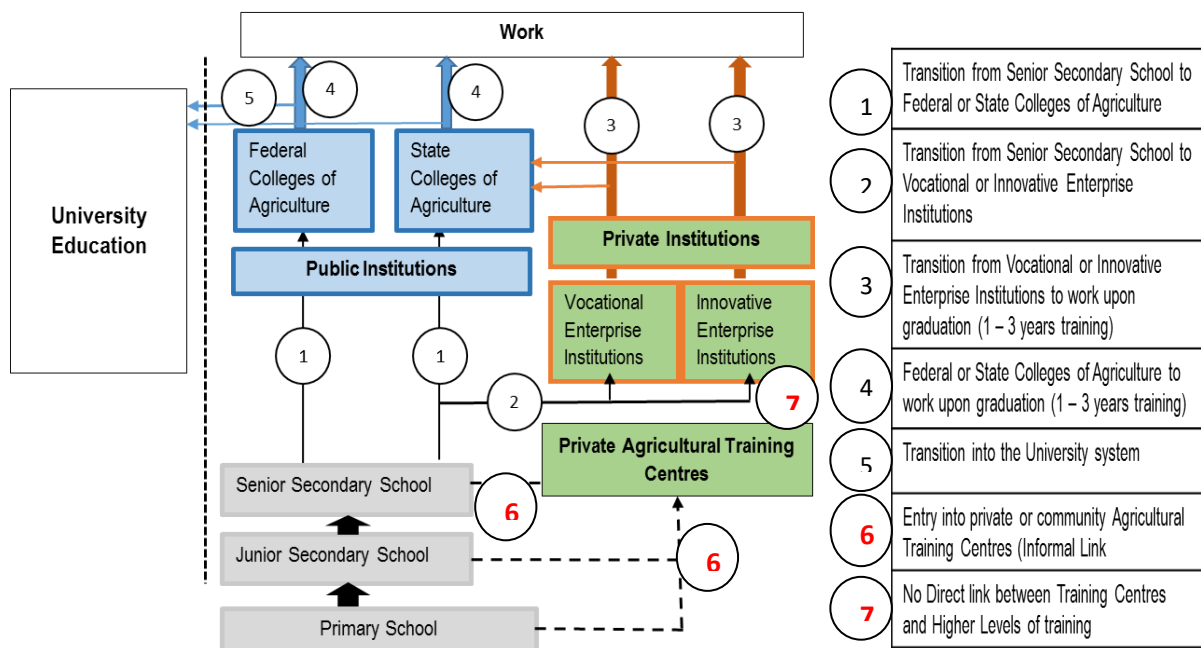 Work
5
4
4
3
3
Federal
Colleges of
Agriculture
State
Colleges of
Agriculture
University
Education
Private Institutions
Public Institutions
Vocational
Enterprise
Institutions
Innovative
Enterprise
Institutions
1
1
2
7
Private Agricultural Training
Centres
Senior Secondary School
6
Junior Secondary School
6
Primary School
1
Transition from Senior Secondary School to
Federal or State Colleges of Agriculture
2
Transition from Senior Secondary School to
Vocational or Innovative Enterprise
Institutions
3
Transition from Vocational or Innovative
Enterprise Institutions to work upon
graduation (1 – 3 years training)
4
Federal or State Colleges of Agriculture to
work upon graduation (1 – 3 years training)
5
Transition into the University system
6
Entry into private or community Agricultural
Training Centres (Informal Link
7
No Direct link between Training Centres
and Higher Levels of training